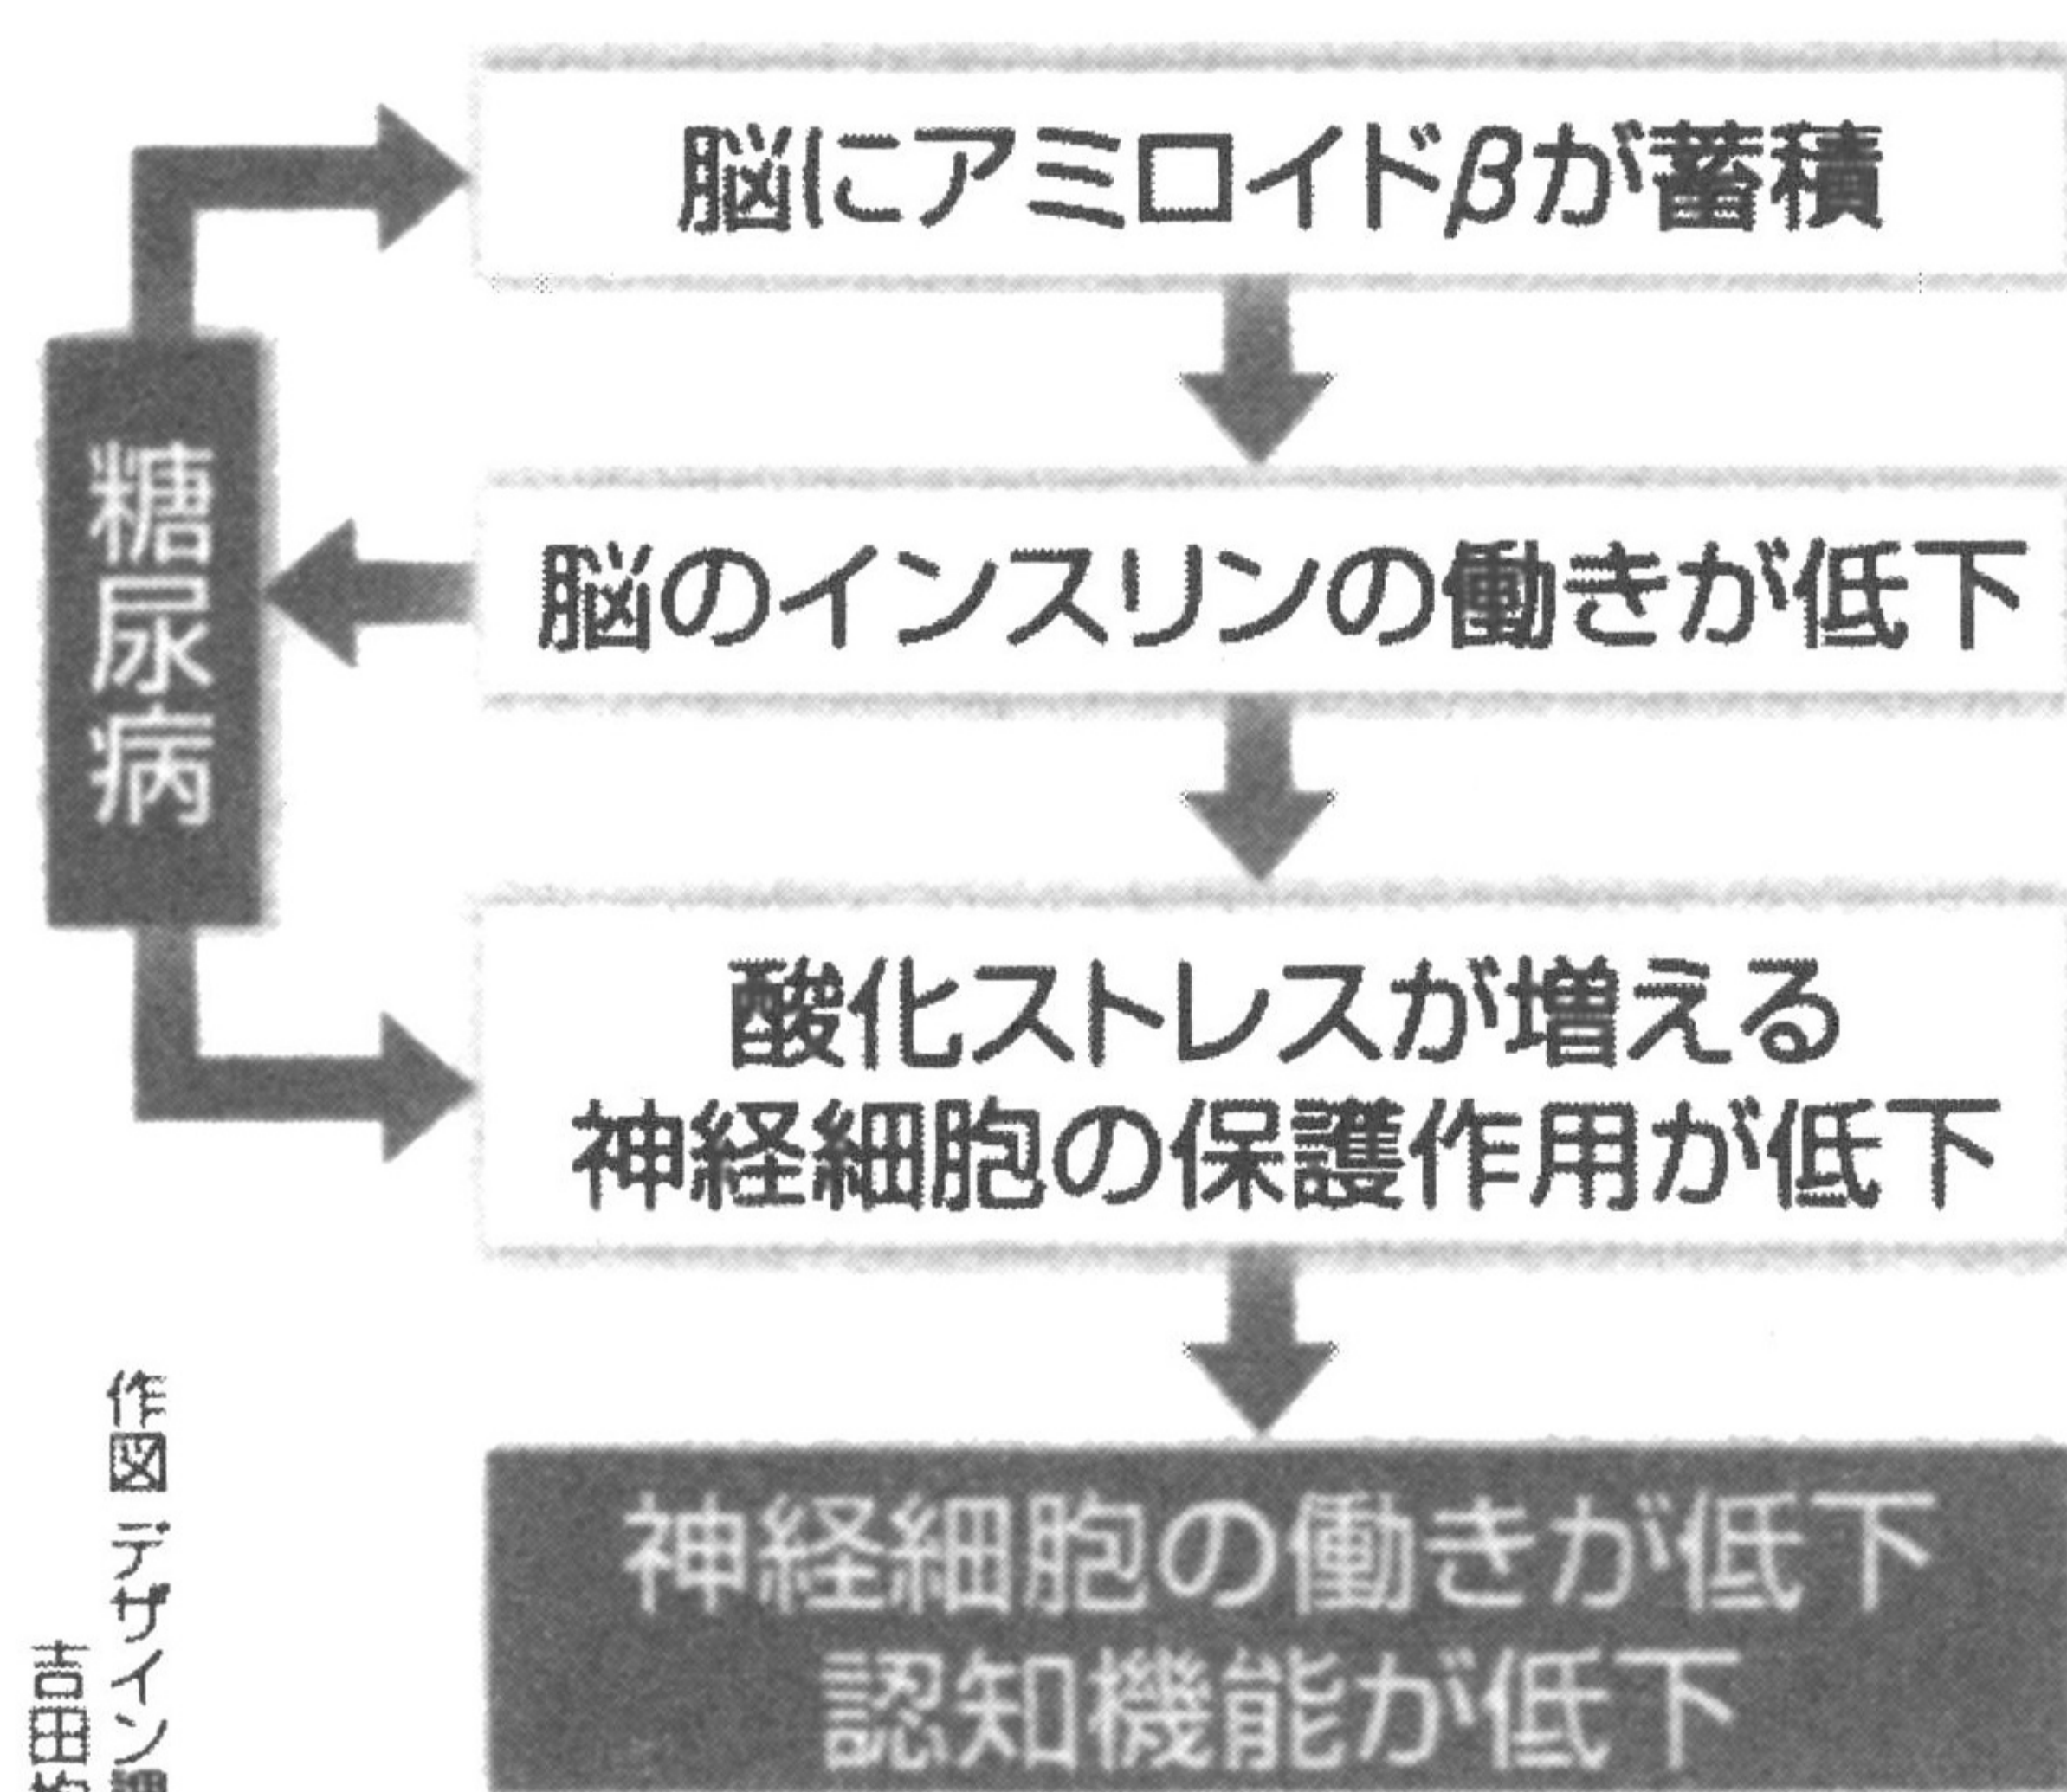 脳にアミロイドβが蓄積
糖尿病
脳のインスリンの働きが低下
酸化ストレスが増える
神経細胞の保護作用が低下
神経細胞の働きが低下
認知機能が低下
作図 デザイン課
吉田